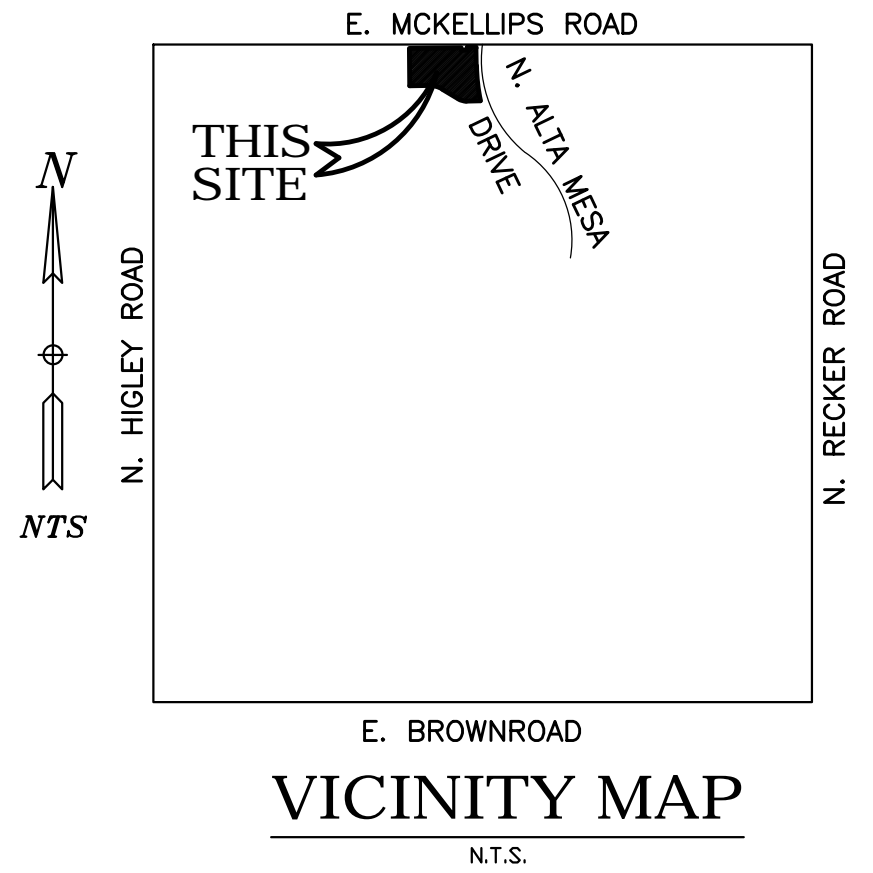 E. MCKELLIPS ROAD
N. ALTA MESA
DRIVE
THIS
SITE
N
N. HIGLEY ROAD
N. RECKER ROAD
NTS
E. BROWNROAD
VICINITY MAP
N.T.S.